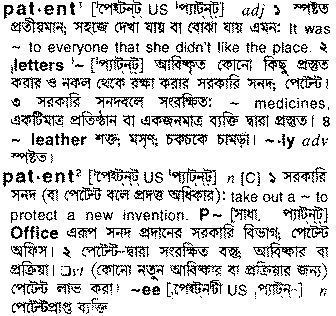 pat·ent¹ ['পেইটন্ট্ US 'প্যাটন্ট্] adj ১ স্পষ্টত
প্রতীয়মান; সহজে দেখা যায় বা বোঝা যায় এমন: It was
~ to everyone that she didn't like the place. ২
letters '~ ['প্যাটন্ট্] আবিষ্কৃত কোনো কিছু প্রস্তুত
করার ও নকল থেকে রক্ষা করার সরকারি সনদ; পেটেন্ট।
৩ সরকারি সনদবলে সংরক্ষিত: ~ medicines,
একটিমাত্র প্রতিষ্ঠান বা একজনমাত্র ব্যক্তি দ্বারা প্রস্তুত। ৪
~ leather শক্ত, মসৃণ, চকচকে চামড়া। ~·ly adv
স্পষ্টত।
pat·ent² ['পেইটন্ট্ US 'প্যাটন্ট্] n [C] ১ সরকারি
সনদ (বা পেটেন্ট বলে প্রদত্ত অধিকার): take out a ~ to
protect a new invention. P~ [সাধা. প্যাটন্ট্]
Office এরূপ সনদ প্রদানের সরকারি বিভাগ; পেটেন্ট
অফিস। ২ পেটেন্ট-দ্বারা সংরক্ষিত বস্তু, আবিষ্কার বা
প্রক্রিয়া। □vt (কোনো নতুন আবিষ্কার বা প্রক্রিয়ার জন্য)
পেটেন্ট লাভ করা। ~ee [,পেইটন্টী US ,প্যাটন্~] n
পেটেন্টপ্রাপ্ত ব্যক্তি